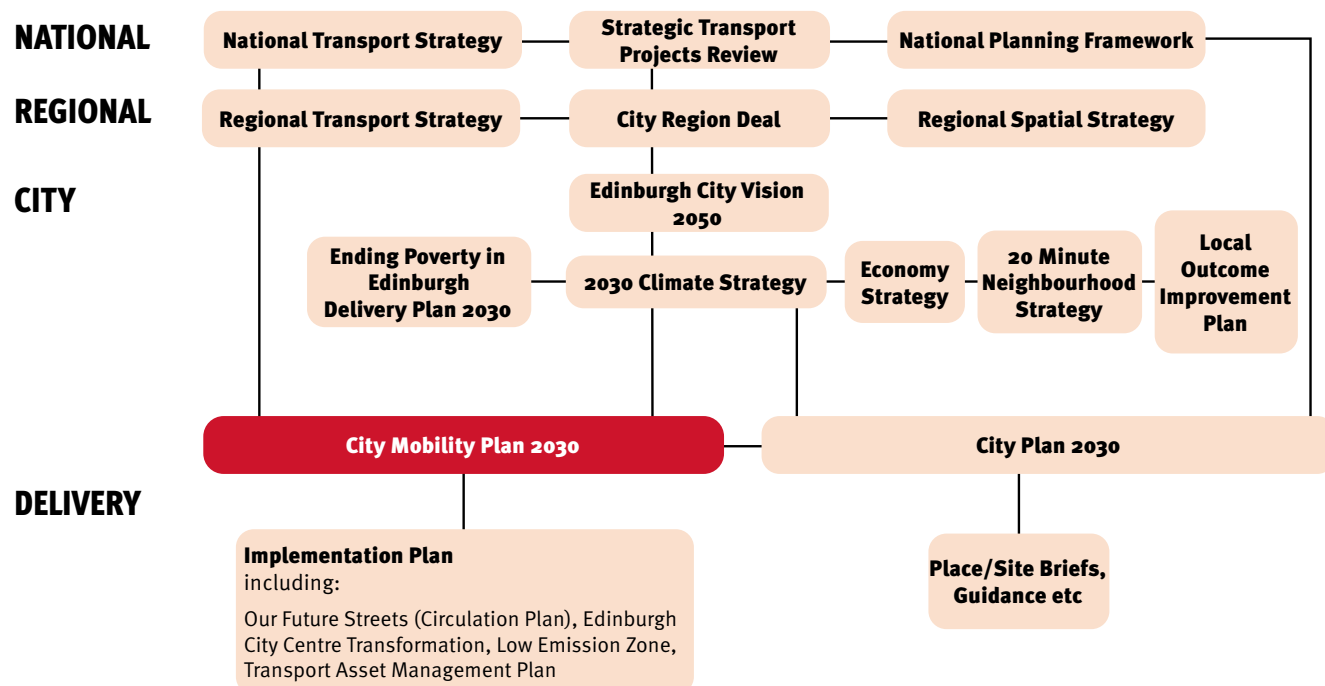 NATIONAL
National Transport Strategy
Strategic Transport
Projects Review
National Planning Framework
REGIONAL
Regional Transport Strategy
City Region Deal
Regional Spatial Strategy
CITY
Edinburgh City Vision
2050
Ending Poverty in
Edinburgh
Delivery Plan 2030
2030 Climate Strategy
Economy
Strategy
20 Minute
Neighbourhood
Strategy
Local
Outcome
Improvement
Plan
City Mobility Plan 2030
City Plan 2030
DELIVERY
Implementation Plan
including:
Our Future Streets (Circulation Plan), Edinburgh
City Centre Transformation, Low Emission Zone,
Transport Asset Management Plan
Place/Site Briefs,
Guidance etc